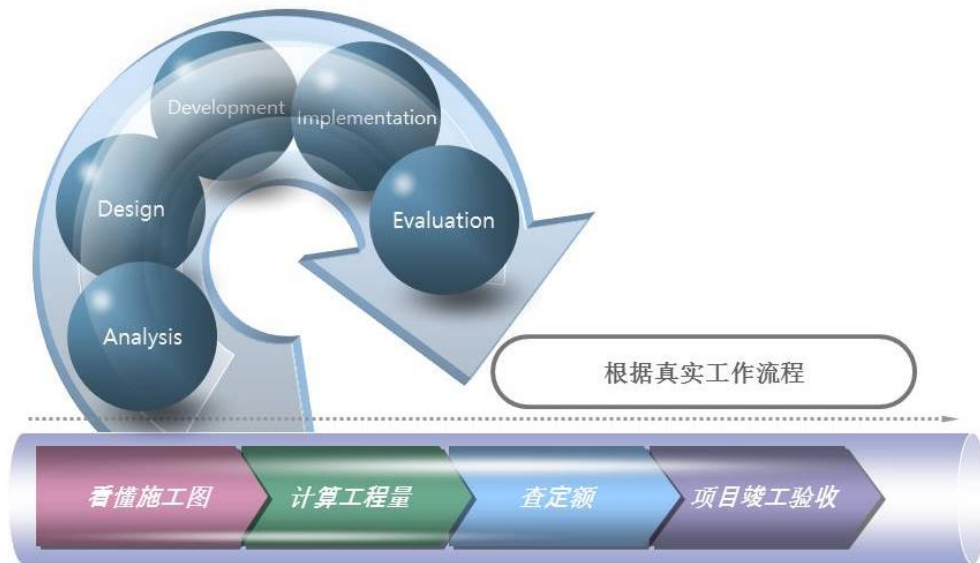 Development
Implementation
Design
Evaluation
Analysis
根据真实工作流程
看懂施工图
计算工程量
查定额
项目竣工验收